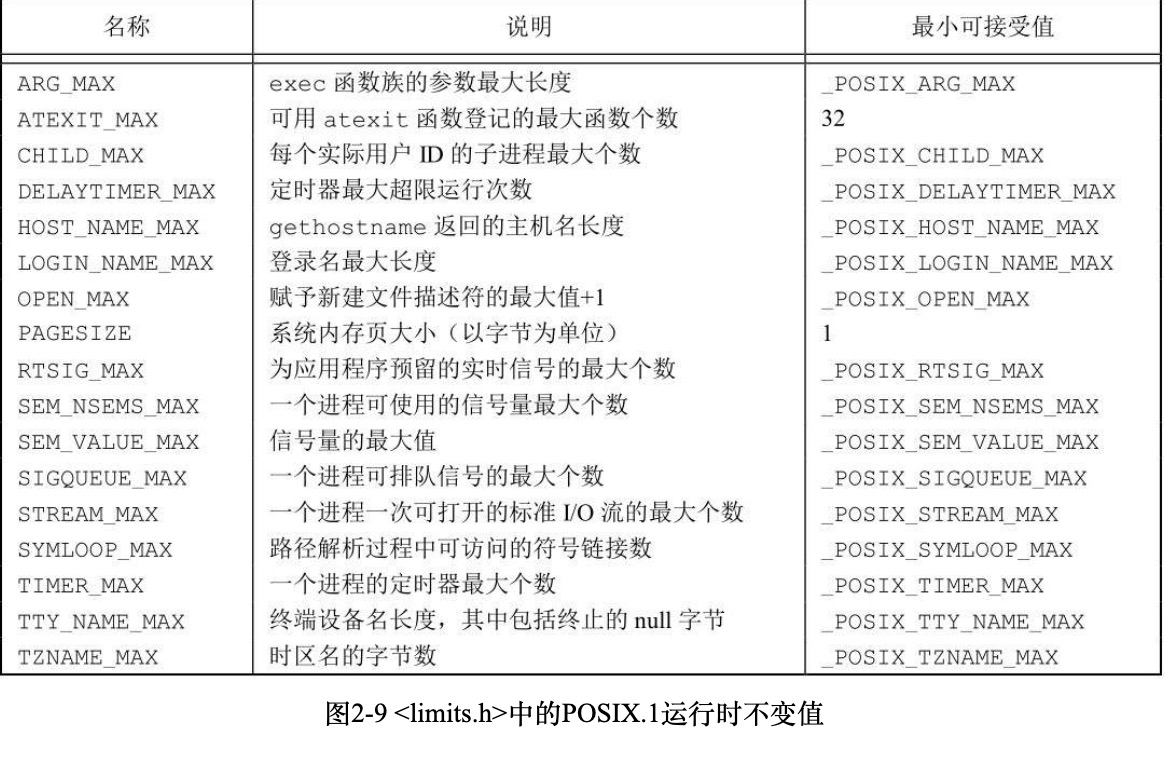 名称 说明 最小可接受值
ARG_MAX exec 函数族的参数最大长度 _POSIX_ARG_MAX
ATEXIT_MAX 可用 atexit 函数登记的最大函数个数 32
CHILD_MAX 每个实际用户 ID 的子进程最大个数 _POSIX_CHILD_MAX
DELAYTIMER_MAX 定时器最大超限运行次数 _POSIX_DELAYTIMER_MAX
HOST_NAME_MAX gethostname 返回的主机名长度 _POSIX_HOST_NAME_MAX
LOGIN_NAME_MAX 登录名最大长度 _POSIX_LOGIN_NAME_MAX
OPEN_MAX 赋予新建文件描述符的最大值+1 _POSIX_OPEN_MAX
PAGESIZE 系统内存页大小（以字节为单位） 1
RTSIG_MAX 为应用程序预留的实时信号的最大个数 _POSIX_RTSIG_MAX
SEM_NSEMS_MAX 一个进程可使用的信号量最大个数 _POSIX_SEM_NSEMS_MAX
SEM_VALUE_MAX 信号量的最大值 _POSIX_SEM_VALUE_MAX
SIGQUEUE_MAX 一个进程可排队信号的最大个数 _POSIX_SIGQUEUE_MAX
STREAM_MAX 一个进程一次可打开的标准 I/O 流的最大个数 _POSIX_STREAM_MAX
SYMLOOP_MAX 路径解析过程中可访问的符号链接数 _POSIX_SYMLOOP_MAX
TIMER_MAX 一个进程的定时器最大个数 _POSIX_TIMER_MAX
TTY_NAME_MAX 终端设备名长度，其中包括终止的 null 字节 _POSIX_TTY_NAME_MAX
TZNAME_MAX 时区名的字节数 _POSIX_TZNAME_MAX
图2-9 <limits.h>中的POSIX.1运行时不变值